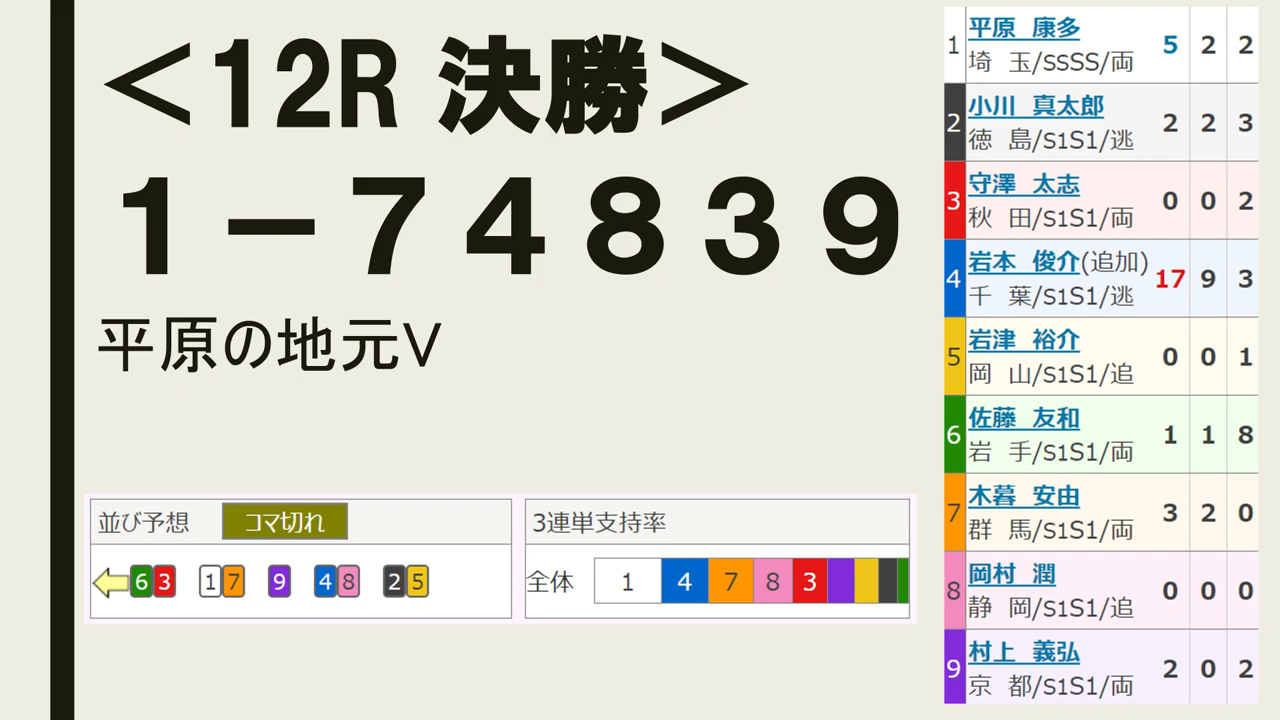 ＜12R 決勝＞
１－７４８３９
平原の地元V
並び予想 コマ切れ
6 3 1 7 9 4 8 2 5
3連単支持率
全体 1 4 7 8 3
1 平原 康多 5 2 2
埼 玉/SSSS/両
2 小川 真太郎 2 2 3
徳 島/S1S1/逃
3 守澤 太志 0 0 2
秋 田/S1S1/両
4 岩本 俊介(追加) 17 9 3
千 葉/S1S1/逃
5 岩津 裕介 0 0 1
岡 山/S1S1/追
6 佐藤 友和 1 1 8
岩 手/S1S1/両
7 木暮 安由 3 2 0
群 馬/S1S1/両
8 岡村 潤 0 0 0
静 岡/S1S1/追
9 村上 義弘 2 0 2
京 都/S1S1/両